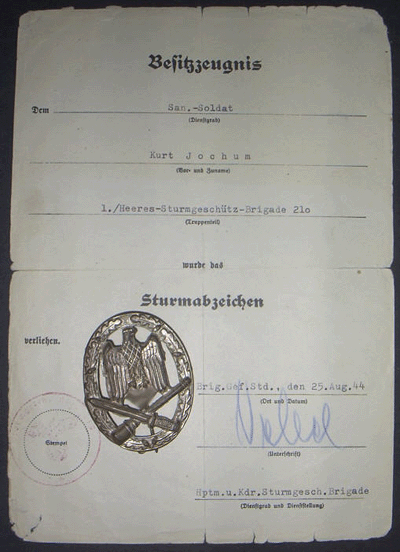 Besitzzeugnis
Dem San.-Soldat
(Dienstgrad)
Kurt Jochum
(Vor- und Zuname)
1./Heeres-Sturmgeschütz-Brigade 21o
(Truppenteil)
wurde das
Sturmabzeichen
verliehen.
Brig.Gef.Std., den 25.Aug.44
(Ort und Datum)
Stempel
(Unterschrift)
Hptm.u.Kdr.Sturmgesch.Brigade
(Dienstgrad und Dienststellung)